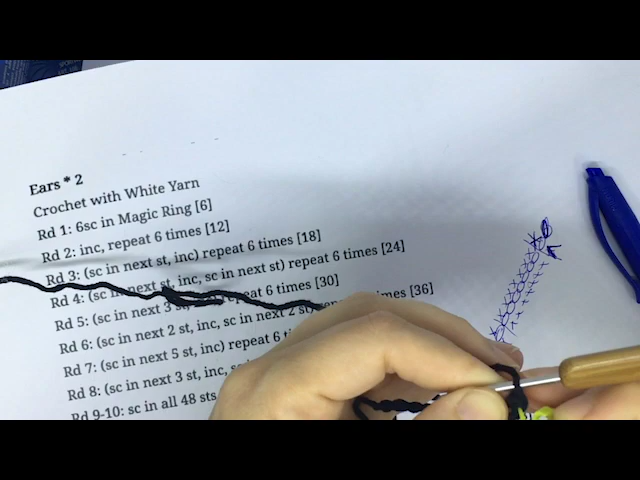 Ears * 2
Crochet with White Yarn
Rd 1: 6sc in Magic Ring [6]
Rd 2: inc, repeat 6 times [12]
Rd 3: (sc in next st, inc) repeat 6 times [18]
Rd 4: (sc in next st, inc, sc in next st) repeat 6 times [24]
Rd 5: (sc in next 3 st, repeat 6 times [30]
Rd 6: (sc in next 2 st, inc, sc in next 2 st) times [36]
Rd 7: (sc in next 5 st, inc) repeat 6
Rd 8: (sc in next 3 st, inc,
Rd 9-10: sc in all 48 sts